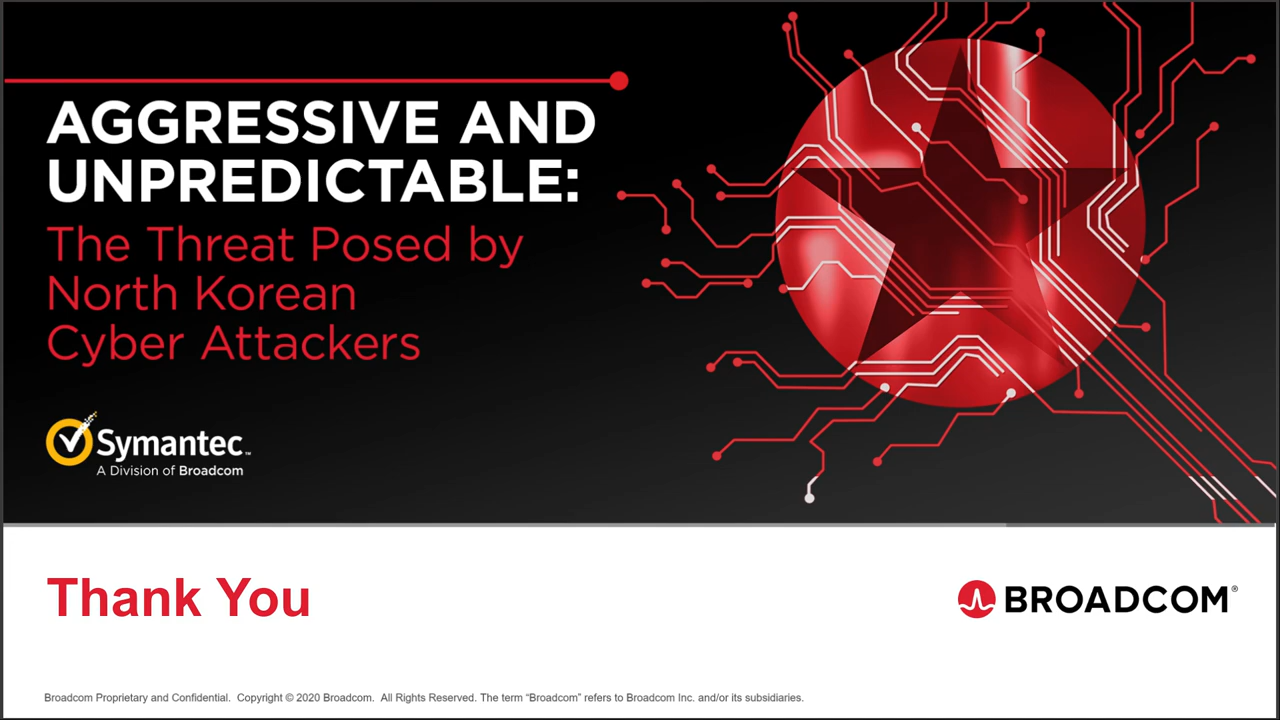 AGGRESSIVE AND
UNPREDICTABLE:
The Threat Posed by
North Korean
Cyber Attackers
Symantec™
A Division of Broadcom
Thank You
BROADCOM®
Broadcom Proprietary and Confidential.  Copyright © 2020 Broadcom.  All Rights Reserved. The term “Broadcom” refers to Broadcom Inc. and/or its subsidiaries.